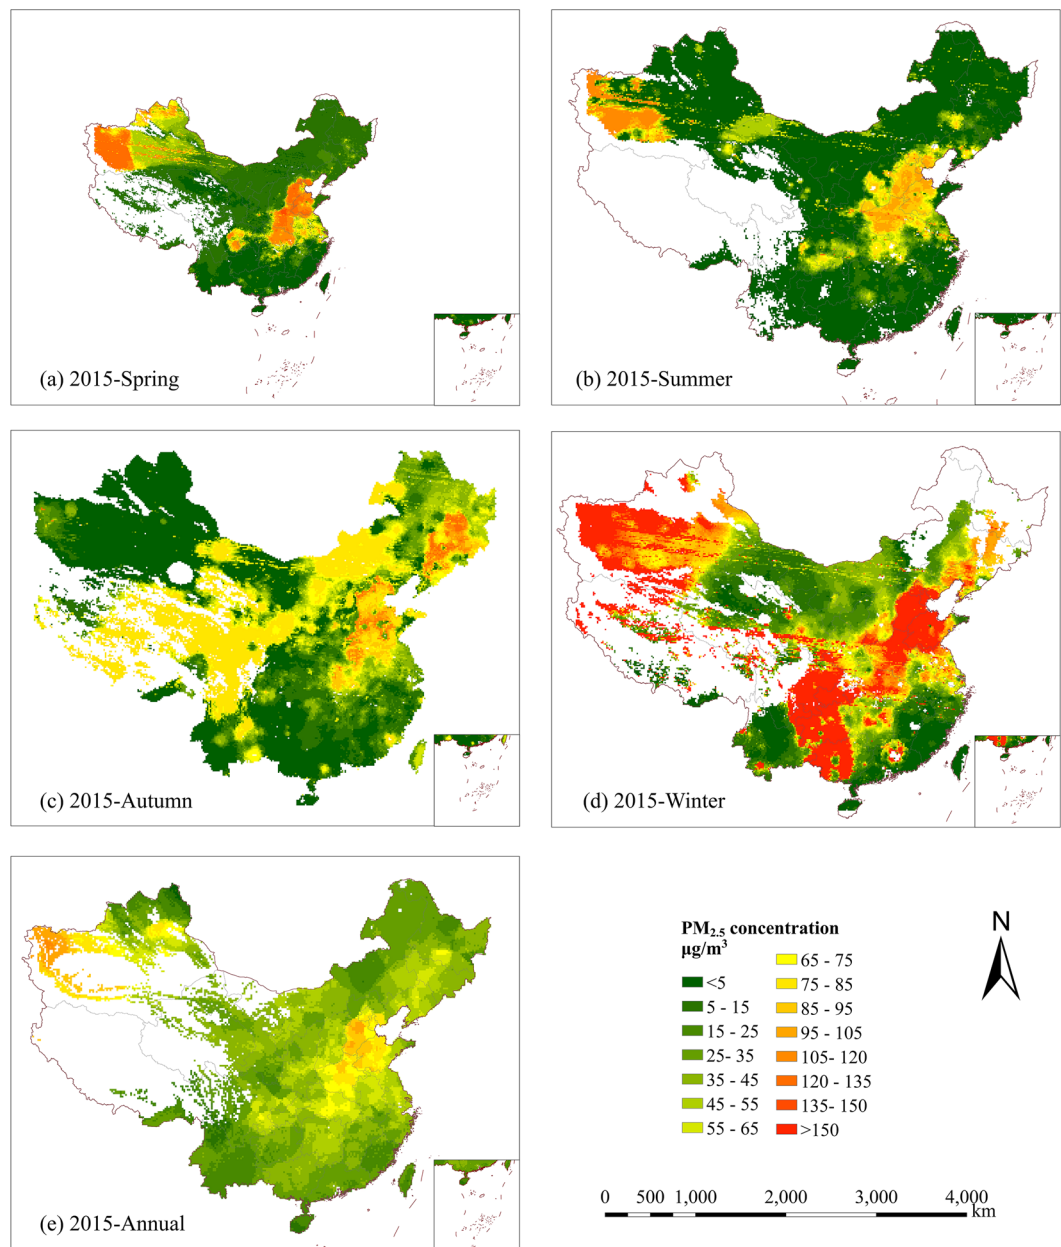 (a) 2015-Spring
(b) 2015-Summer
(c) 2015-Autumn
(d) 2015-Winter
(e) 2015-Annual
PM2.5 concentration
μg/m³
<5
5 - 15
15 - 25
25- 35
35 - 45
45 - 55
55 - 65
65 - 75
75 - 85
85 - 95
95 - 105
105- 120
120 - 135
135- 150
>150
N
0 500 1,000 2,000 3,000 4,000
km